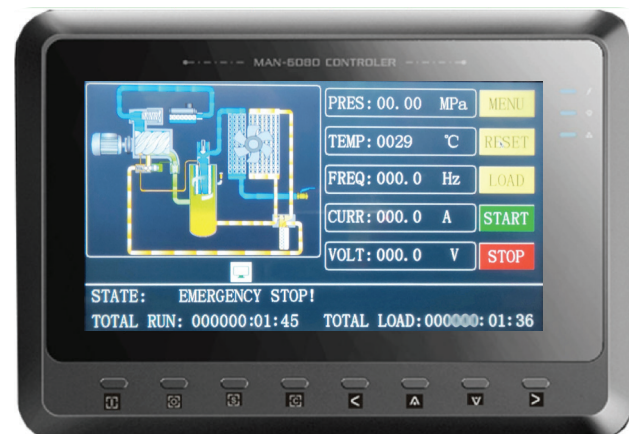 MAN-6080 CONTROLER
PRES: 00.00 MPa MENU
TEMP: 0029 ℃ RESET
FREQ: 000.0 Hz LOAD
CURR: 000.0 A START
VOLT: 000.0 V STOP
STATE: EMERGENCY STOP!
TOTAL RUN: 000000:01:45 TOTAL LOAD: 000000:01:36